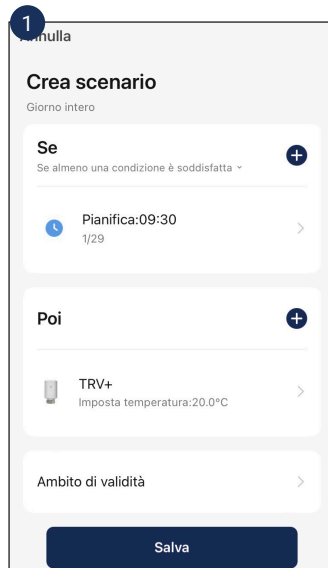 1
Annulla
Crea scenario
Giorno intero
Se
Se almeno una condizione è soddisfatta
Pianifica:09:30
1/29
Poi
TRV+
Imposta temperatura:20.0°C
Ambito di validità
Salva